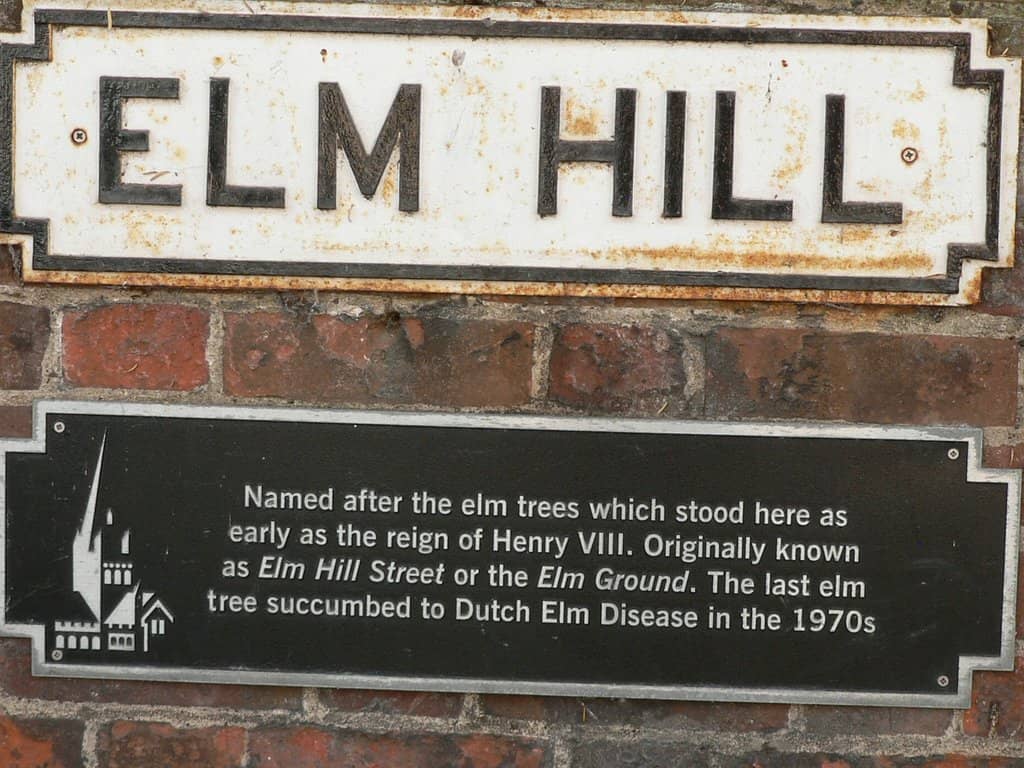 ELM HILL
Named after the elm trees which stood here as
early as the reign of Henry VIII. Originally known
as Elm Hill Street or the Elm Ground. The last elm
tree succumbed to Dutch Elm Disease in the 1970s